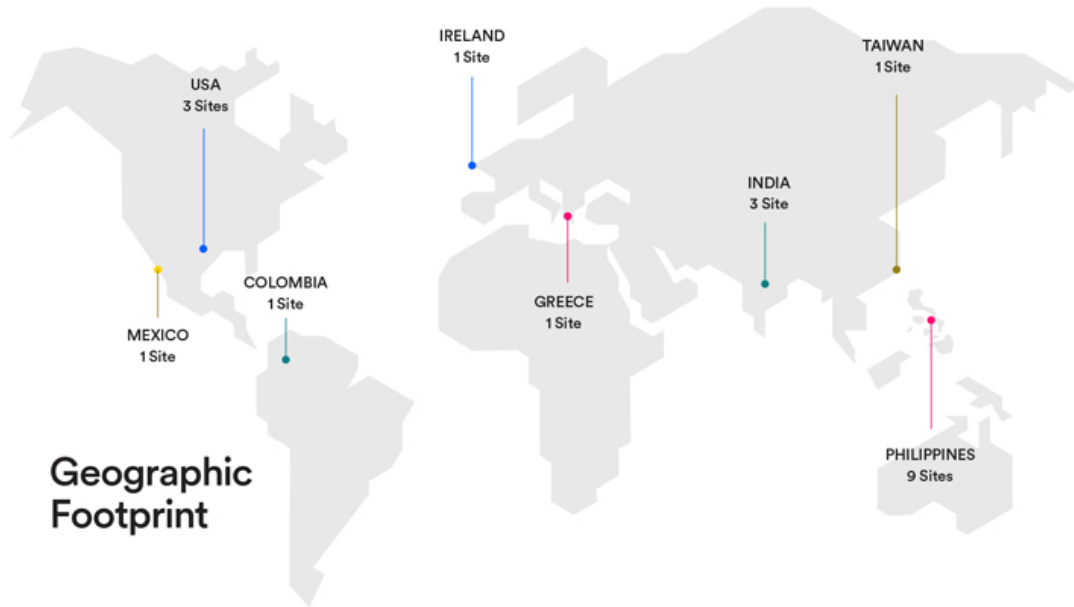 IRELAND
1 Site
TAIWAN
1 Site
USA
3 Sites
INDIA
3 Site
COLOMBIA
1 Site
GREECE
1 Site
MEXICO
1 Site
PHILIPPINES
9 Sites
Geographic
Footprint